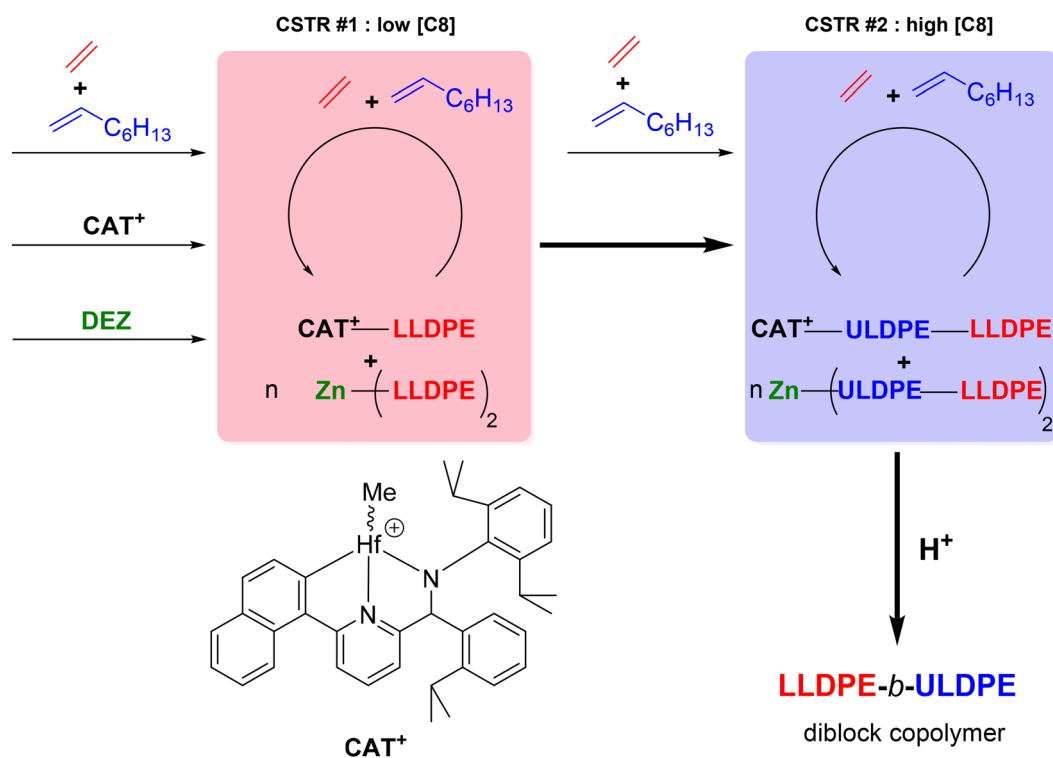 CSTR #1 : low [C8]
CSTR #2 : high [C8]
+
C₆H₁₃
+
C₆H₁₃
+
C₆H₁₃
+
C₆H₁₃
CAT⁺
DEZ
CAT⁺ LLDPE
+
n Zn ( LLDPE )₂
CAT⁺ ULDPE LLDPE
+
n Zn ( ULDPE LLDPE )₂
Me
Hf ⊕
N
N
CAT⁺
H⁺
LLDPE-b-ULDPE
diblock copolymer